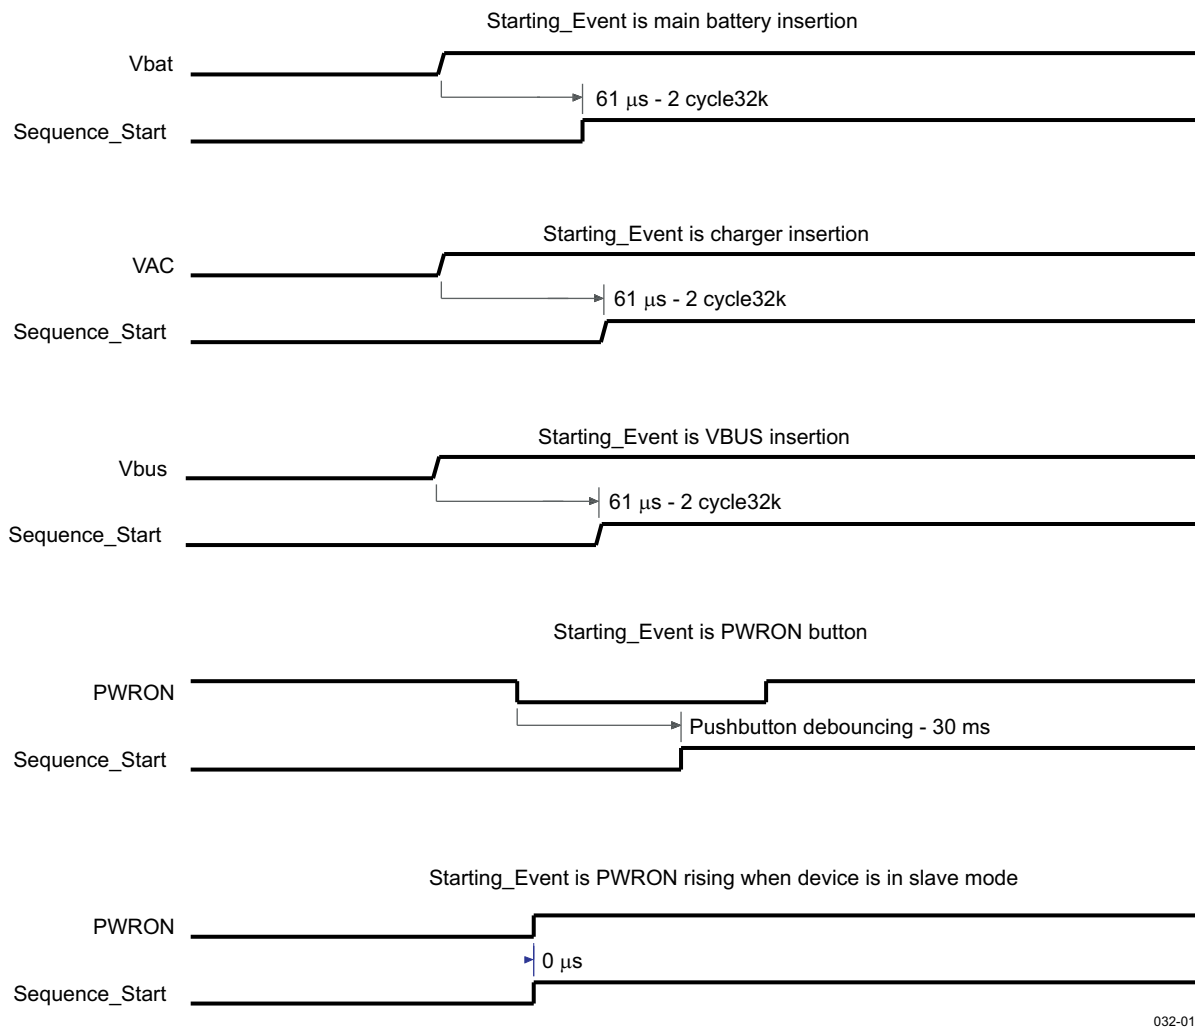 Starting_Event is main battery insertion
Vbat
61 μs - 2 cycle32k
Sequence_Start
Starting_Event is charger insertion
VAC
61 μs - 2 cycle32k
Sequence_Start
Starting_Event is VBUS insertion
Vbus
61 μs - 2 cycle32k
Sequence_Start
Starting_Event is PWRON button
PWRON
Pushbutton debouncing - 30 ms
Sequence_Start
Starting_Event is PWRON rising when device is in slave mode
PWRON
0 μs
Sequence_Start
032-01